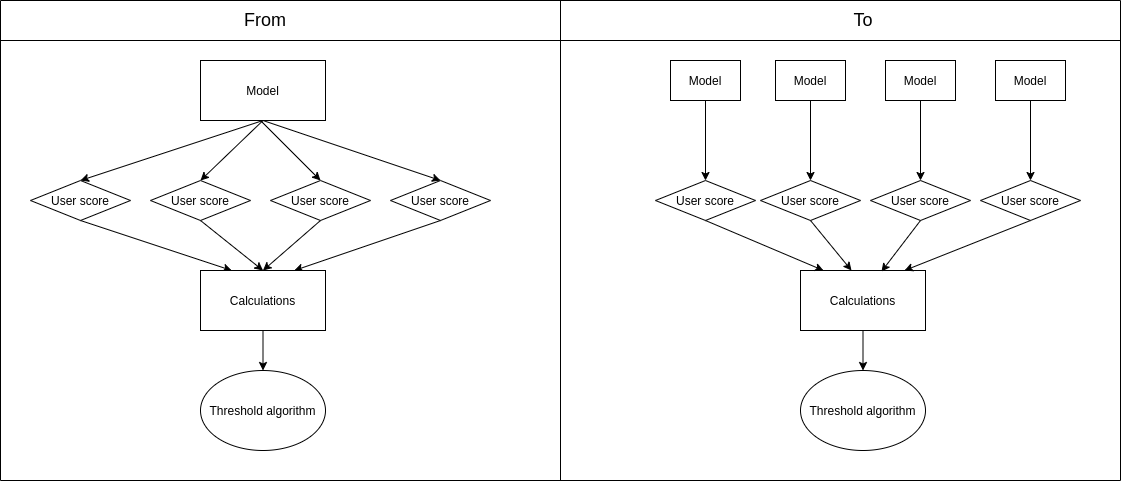 From
To
Model
Model
Model
Model
Model
User score
User score
User score
User score
User score
User score
User score
User score
Calculations
Calculations
Threshold algorithm
Threshold algorithm